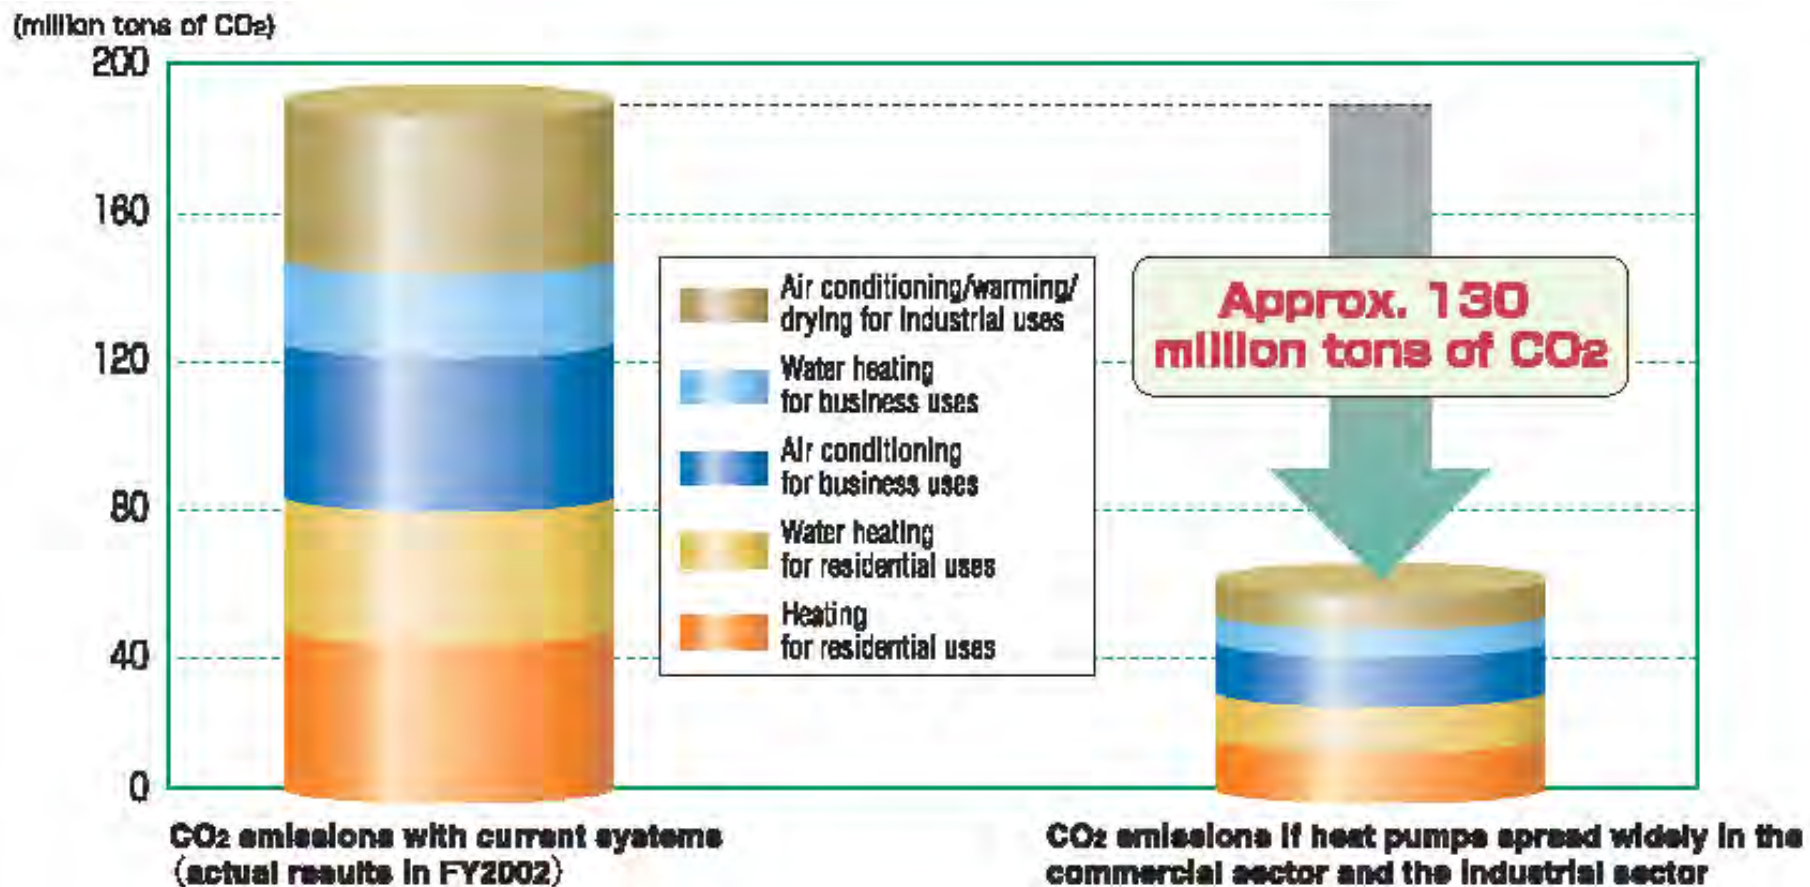 (million tons of CO2)
200
160
120
80
40
0
Air conditioning/warming/
drying for industrial uses
Water heating
for business uses
Air conditioning
for business uses
Water heating
for residential uses
Heating
for residential uses
Approx. 130
million tons of CO2
CO2 emissions with current systems
(actual results in FY2002)
CO2 emissions if heat pumps spread widely in the
commercial sector and the industrial sector